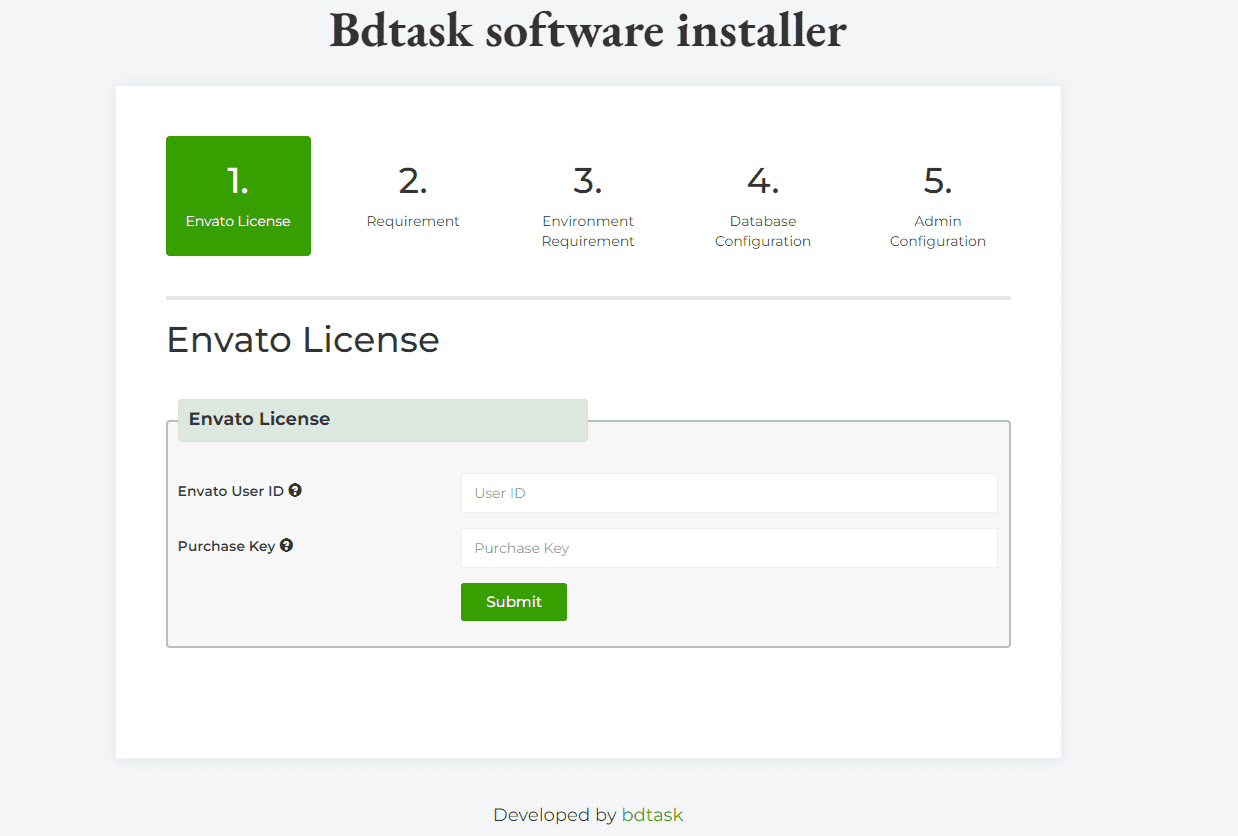 Bdtask software installer
1.
Envato License
2.
Requirement
3.
Environment
Requirement
4.
Database
Configuration
5.
Admin
Configuration
Envato License
Envato License
Envato User ID ?
User ID
Purchase Key ?
Purchase Key
Submit
Developed by bdtask